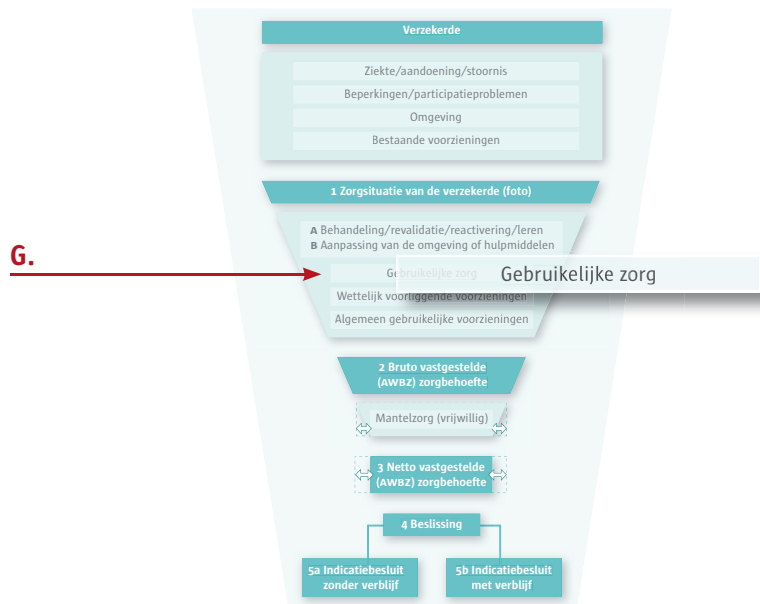 Verzekerde
Ziekte/aandoening/stoornis
Beperkingen/participatieproblemen
Omgeving
Bestaande voorzieningen
1 Zorgsituatie van de verzekerde (foto)
A Behandeling/revalidatie/reactivering/leren
B Aanpassing van de omgeving of hulpmiddelen
G.
Gebruikelijke zorg
Gebruikelijke zorg
Wettelijk voorliggende voorzieningen
Algemeen gebruikelijke voorzieningen
2 Bruto vastgestelde
(AWBZ) zorgbehoefte
Mantelzorg (vrijwillig)
3 Netto vastgestelde
(AWBZ) zorgbehoefte
4 Beslissing
5a Indicatiebesluit
zonder verblijf
5b Indicatiebesluit
met verblijf